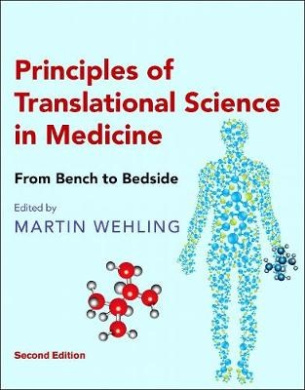 Principles of
Translational Science
in Medicine
From Bench to Bedside
Edited by
MARTIN WEHLING
Second Edition